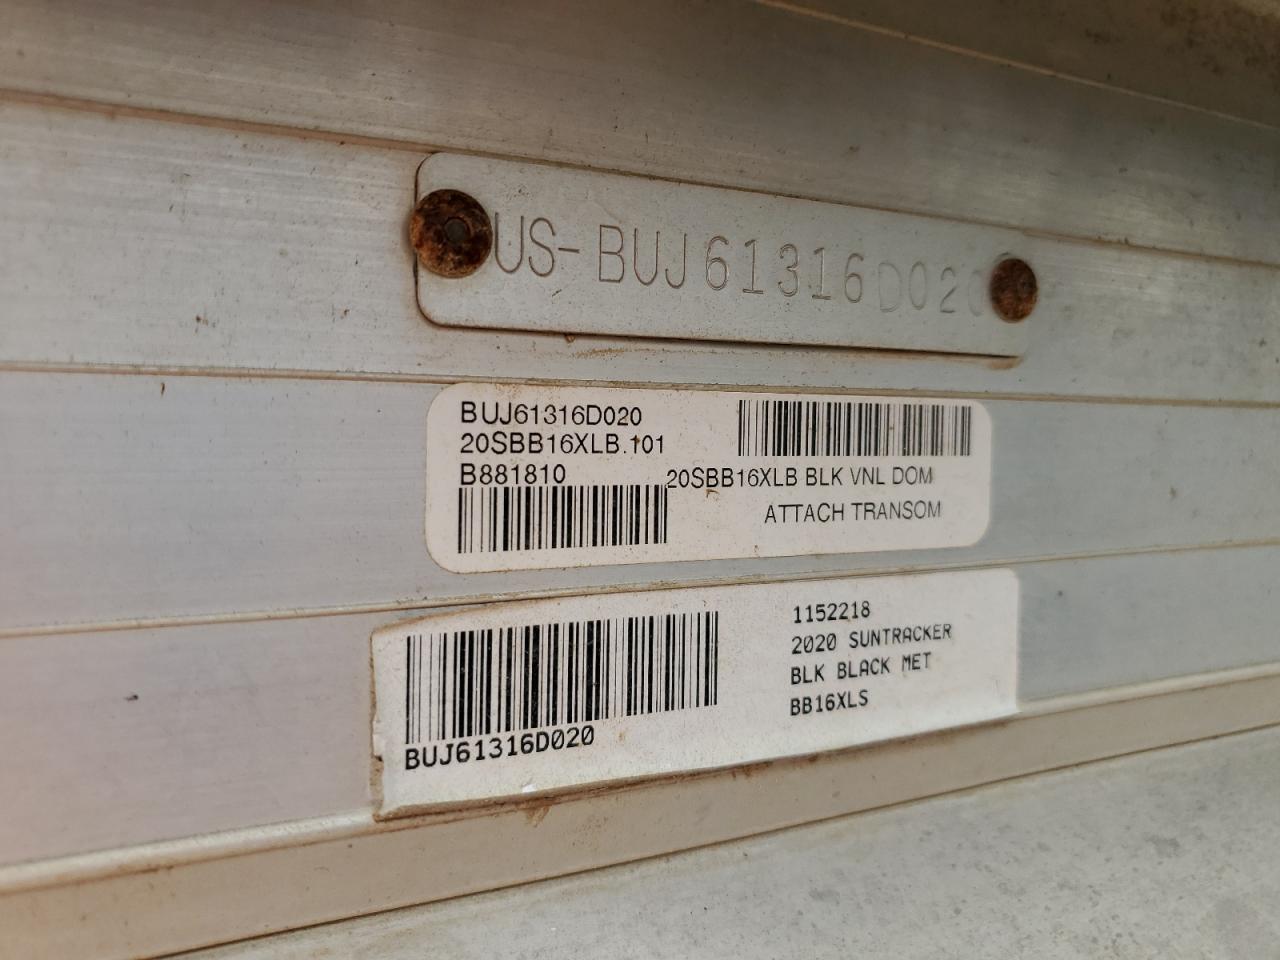 US-BUJ61316D020
BUJ61316D020
20SBB16XLB.101
B881810
20SBB16XLB BLK VNL DOM
ATTACH TRANSOM
1152218
2020 SUNTRACKER
BLK BLACK MET
BB16XLS
BUJ61316D020